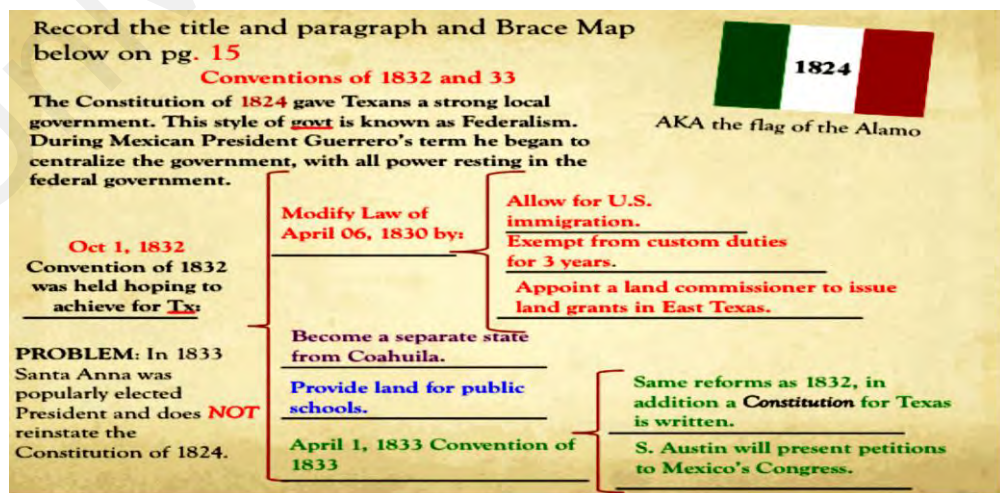 Record the title and paragraph and Brace Map
below on pg. 15
Conventions of 1832 and 33
The Constitution of 1824 gave Texans a strong local
government. This style of govt is known as Federalism.
During Mexican President Guerrero's term he began to
centralize the government, with all power resting in the
federal government.
1824
AKA the flag of the Alamo
Oct 1, 1832
Convention of 1832
was held hoping to
achieve for Tx:
Modify Law of
April 06, 1830 by:
Allow for U.S.
immigration.
Exempt from custom duties
for 3 years.
Appoint a land commissioner to issue
land grants in East Texas.
Become a separate state
from Coahuila.
Provide land for public
schools.
April 1, 1833 Convention of
1833
Same reforms as 1832, in
addition a Constitution for Texas
is written.
S. Austin will present petitions
to Mexico's Congress.
PROBLEM: In 1833
Santa Anna was
popularly elected
President and does NOT
reinstate the
Constitution of 1824.